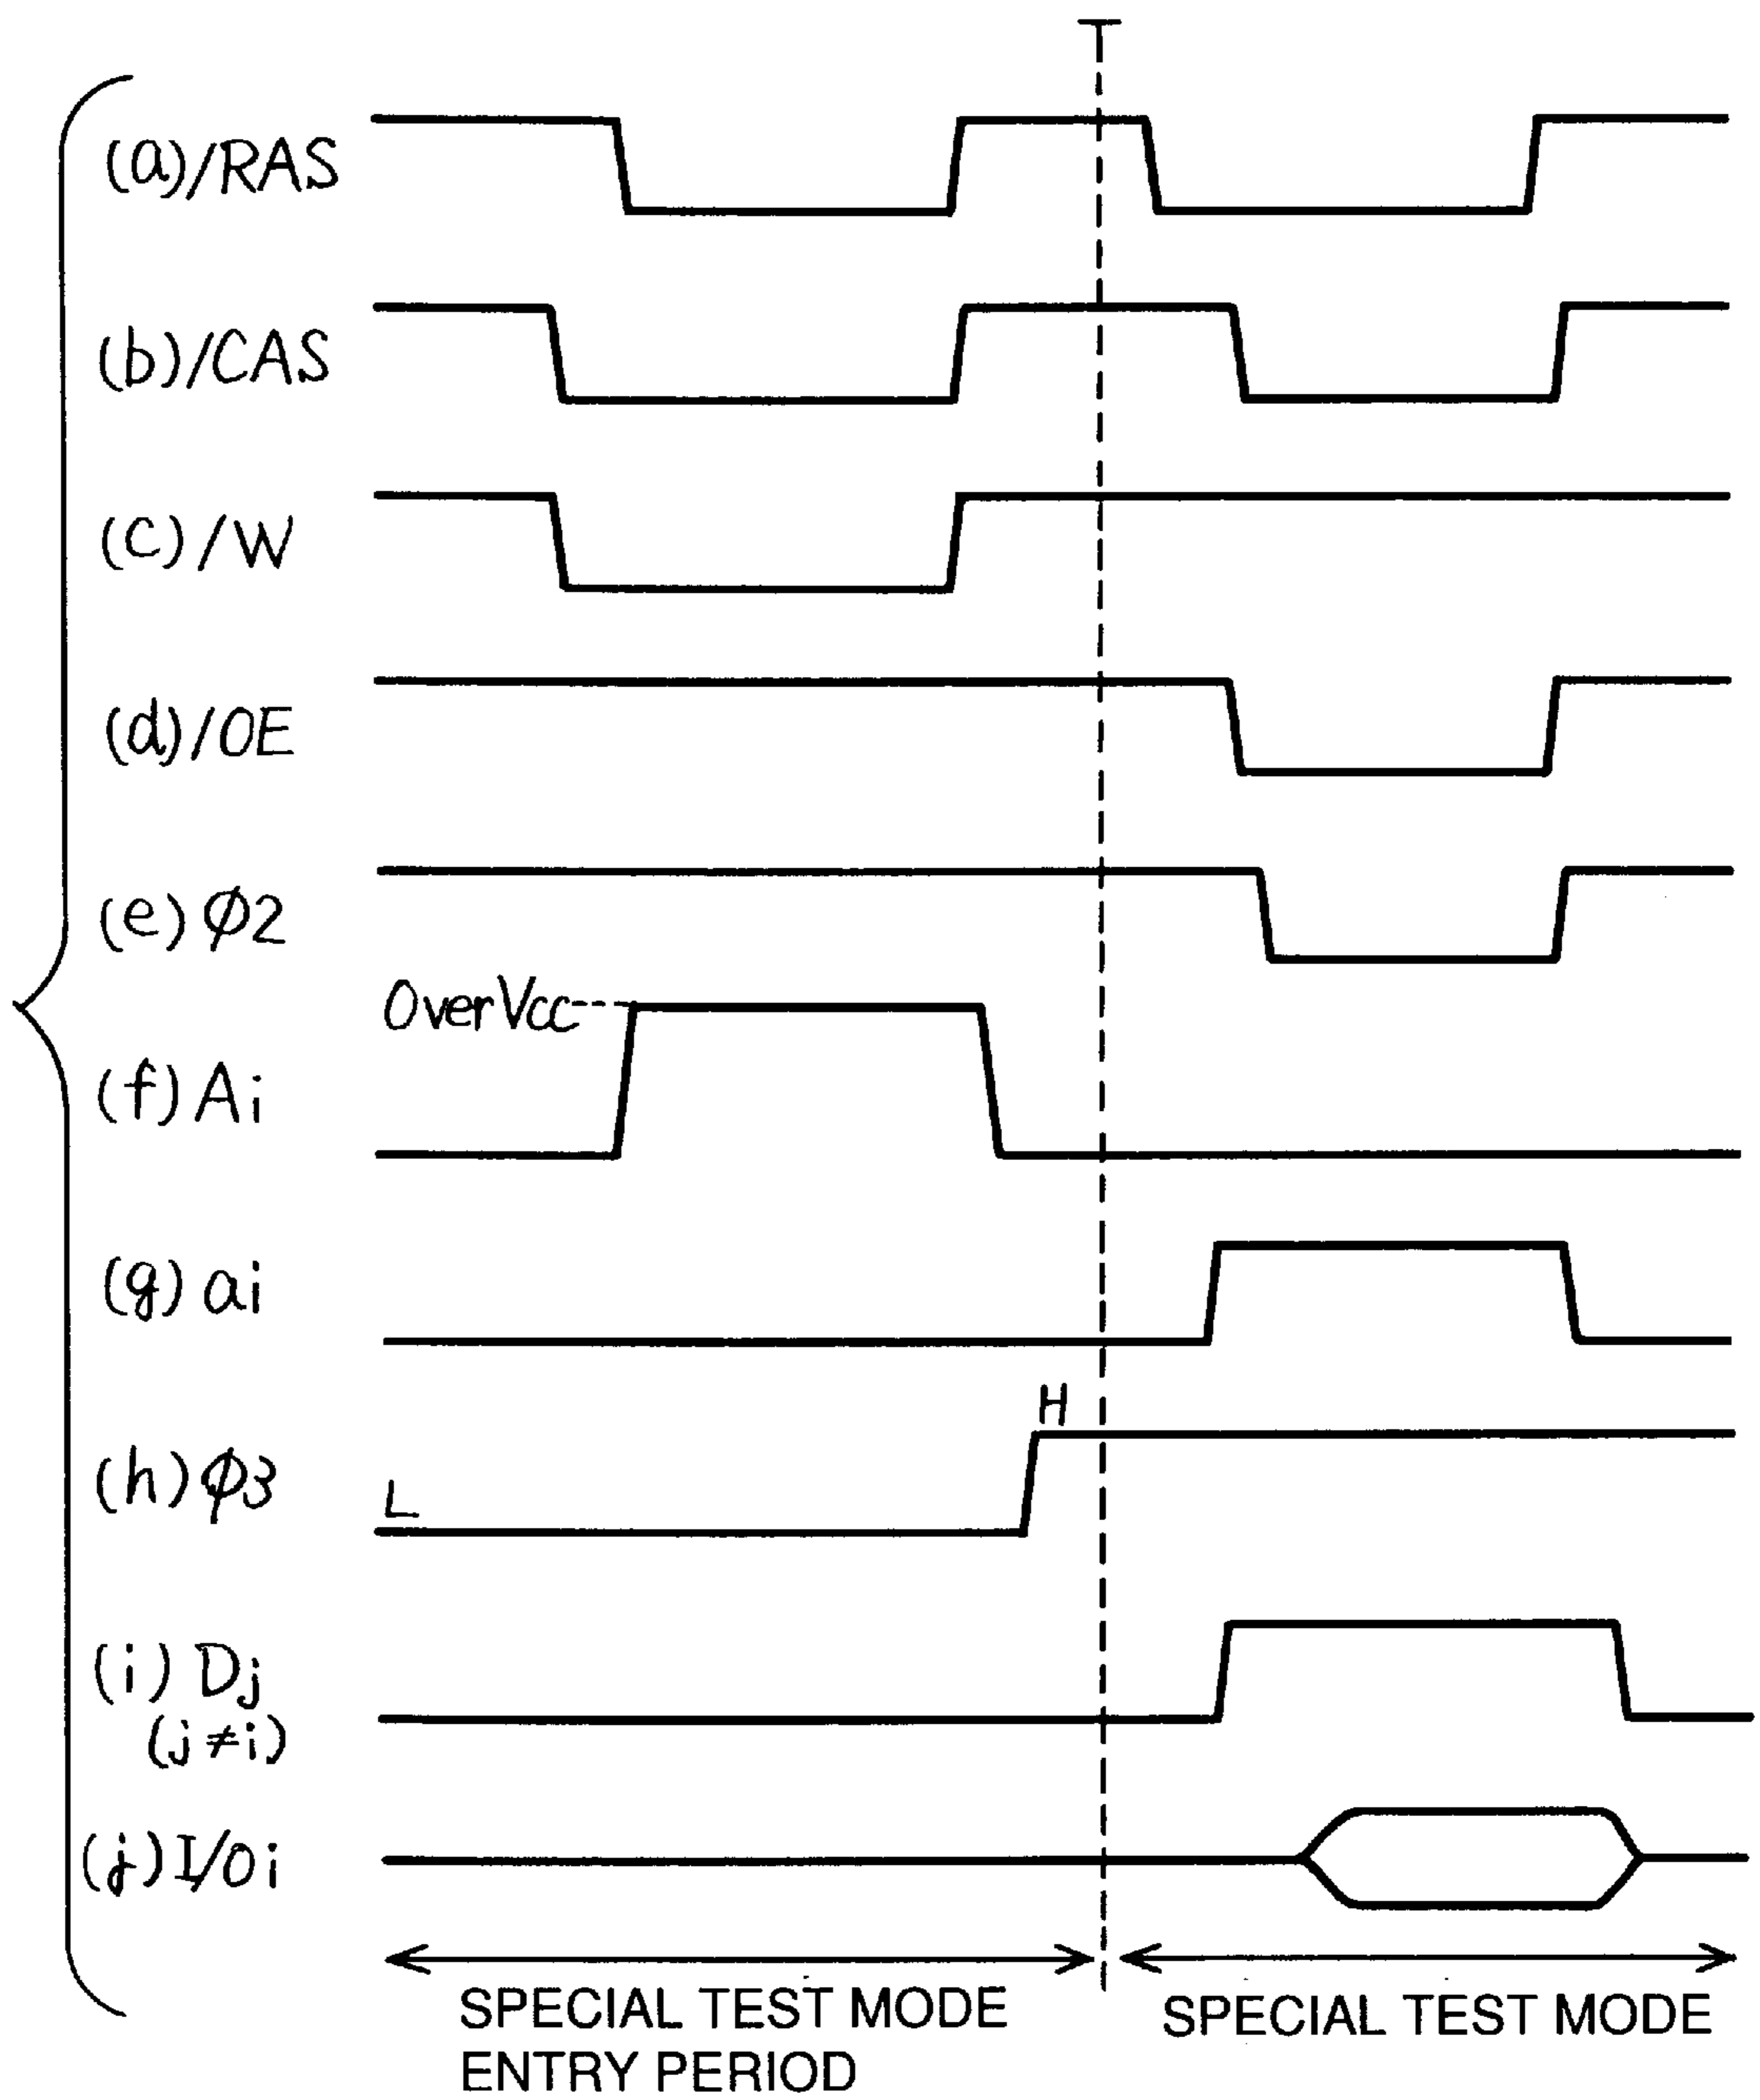 (a)/RAS
(b)/CAS
(c)/W
(d)/OE
(e)φ2
OverVcc
(f)Ai
(g)ai
H
(h)φ3
L
(i)Dj
(j≠i)
(j)I/Oi
SPECIAL TEST MODE
ENTRY PERIOD
SPECIAL TEST MODE